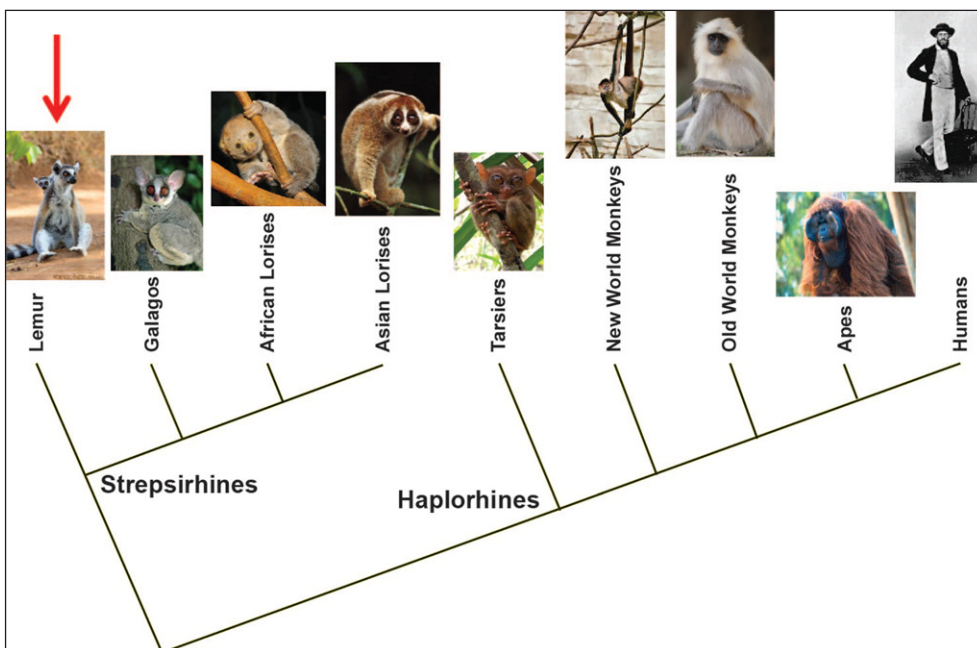 Lemur
Galagos
African Lorises
Asian Lorises
Tarsiers
New World Monkeys
Old World Monkeys
Apes
Humans
Strepsirhines
Haplorhines